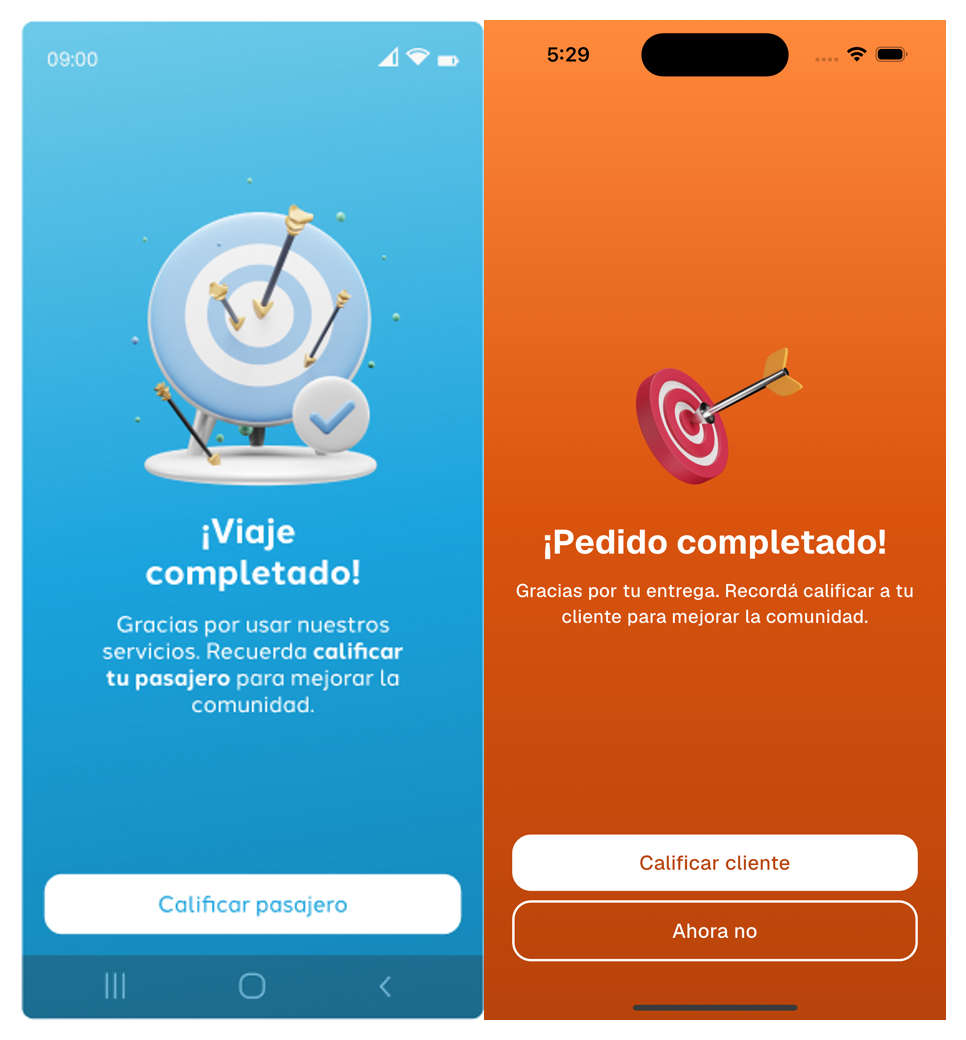 09:00
¡Viaje
completado!
Gracias por usar nuestros
servicios. Recuerda calificar
tu pasajero para mejorar la
comunidad.
Calificar pasajero
5:29
¡Pedido completado!
Gracias por tu entrega. Recordá calificar a tu
cliente para mejorar la comunidad.
Calificar cliente
Ahora no